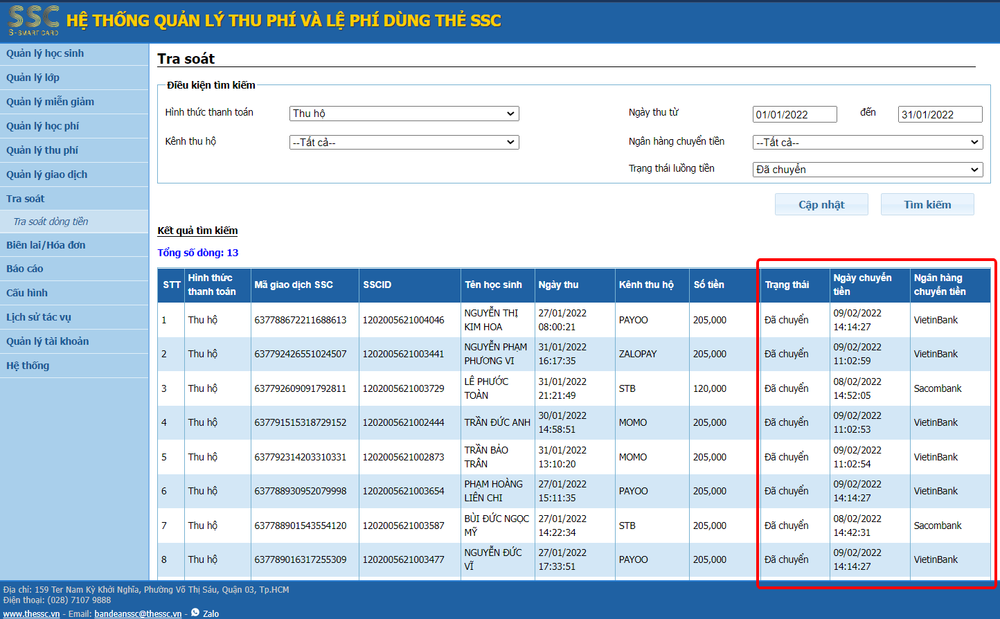 SSC
S-SMART CARD
HỆ THỐNG QUẢN LÝ THU PHÍ VÀ LỆ PHÍ DÙNG THẺ SSC
Quản lý học sinh
Quản lý lớp
Quản lý miễn giảm
Quản lý học phí
Quản lý thu phí
Quản lý giao dịch
Tra soát
Tra soát dòng tiền
Biên lai/Hóa đơn
Báo cáo
Cấu hình
Lịch sử tác vụ
Quản lý tài khoản
Hệ thống
Tra soát
Điều kiện tìm kiếm
Hình thức thanh toán Thu hộ Ngày thu từ 01/01/2022 đến 31/01/2022
Kênh thu hộ --Tất cả-- Ngân hàng chuyển tiền --Tất cả--
Trạng thái luồng tiền Đã chuyển
Cập nhật Tìm kiếm
Kết quả tìm kiếm
Tổng số dòng: 13
STT Hình thức thanh toán Mã giao dịch SSC SSCID Tên học sinh Ngày thu Kênh thu hộ Số tiền Trạng thái Ngày chuyển tiền Ngân hàng chuyển tiền
1 Thu hộ 637788672211688613 1202005621004046 NGUYỄN THỊ KIM HOA 27/01/2022 08:00:21 PAYOO 205,000 Đã chuyển 09/02/2022 14:14:27 VietinBank
2 Thu hộ 637792426551024507 1202005621003441 NGUYỄN PHẠM PHƯƠNG VI 31/01/2022 16:17:35 ZALOPAY 205,000 Đã chuyển 09/02/2022 11:02:59 VietinBank
3 Thu hộ 637792609091792811 1202005621003729 LÊ PHƯỚC TOÀN 31/01/2022 21:21:49 STB 120,000 Đã chuyển 08/02/2022 14:52:05 Sacombank
4 Thu hộ 637791515318729152 1202005621002444 TRẦN ĐỨC ANH 30/01/2022 14:58:51 MOMO 205,000 Đã chuyển 09/02/2022 11:02:53 VietinBank
5 Thu hộ 637792314203310331 1202005621002873 TRẦN BẢO TRÂN 31/01/2022 13:10:20 MOMO 205,000 Đã chuyển 09/02/2022 11:02:54 VietinBank
6 Thu hộ 637788930952079998 1202005621003654 PHẠM HOÀNG LIÊN CHI 27/01/2022 15:11:35 PAYOO 205,000 Đã chuyển 09/02/2022 14:14:27 VietinBank
7 Thu hộ 637788901543554120 1202005621003587 BÙI ĐỨC NGỌC MỸ 27/01/2022 14:22:34 STB 205,000 Đã chuyển 08/02/2022 14:42:31 Sacombank
8 Thu hộ 637789016317255309 1202005621003477 NGUYỄN ĐỨC VĨ 27/01/2022 17:33:51 PAYOO 205,000 Đã chuyển 09/02/2022 14:14:27 VietinBank
Địa chỉ: 159 Ter Nam Kỳ Khởi Nghĩa, Phường Võ Thị Sáu, Quận 03, Tp.HCM
Điện thoại: (028) 7107 9888
www.thessc.vn - Email: bandeanssc@thessc.vn - Zalo